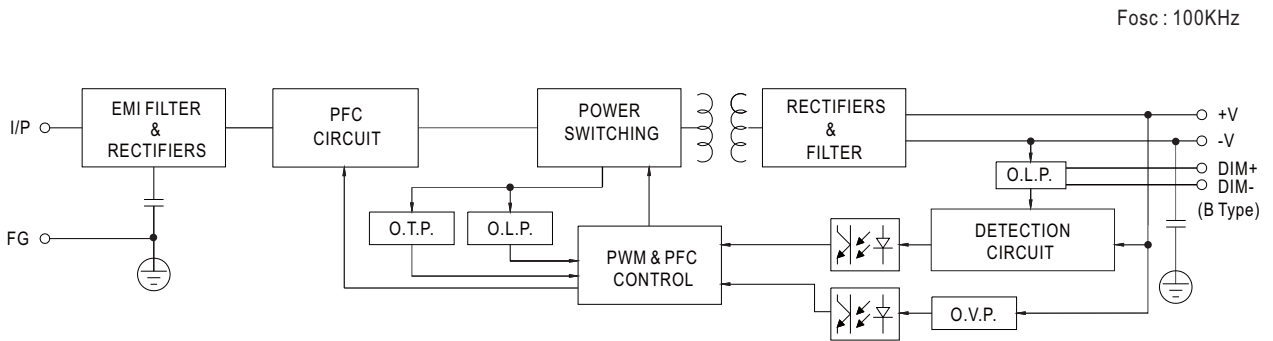 Fosc : 100KHz
I/P
EMI FILTER
&
RECTIFIERS
PFC
CIRCUIT
POWER
SWITCHING
RECTIFIERS
&
FILTER
+V
-V
DIM+
DIM-
(B Type)
O.L.P.
FG
O.T.P.
O.L.P.
PWM & PFC
CONTROL
DETECTION
CIRCUIT
O.V.P.